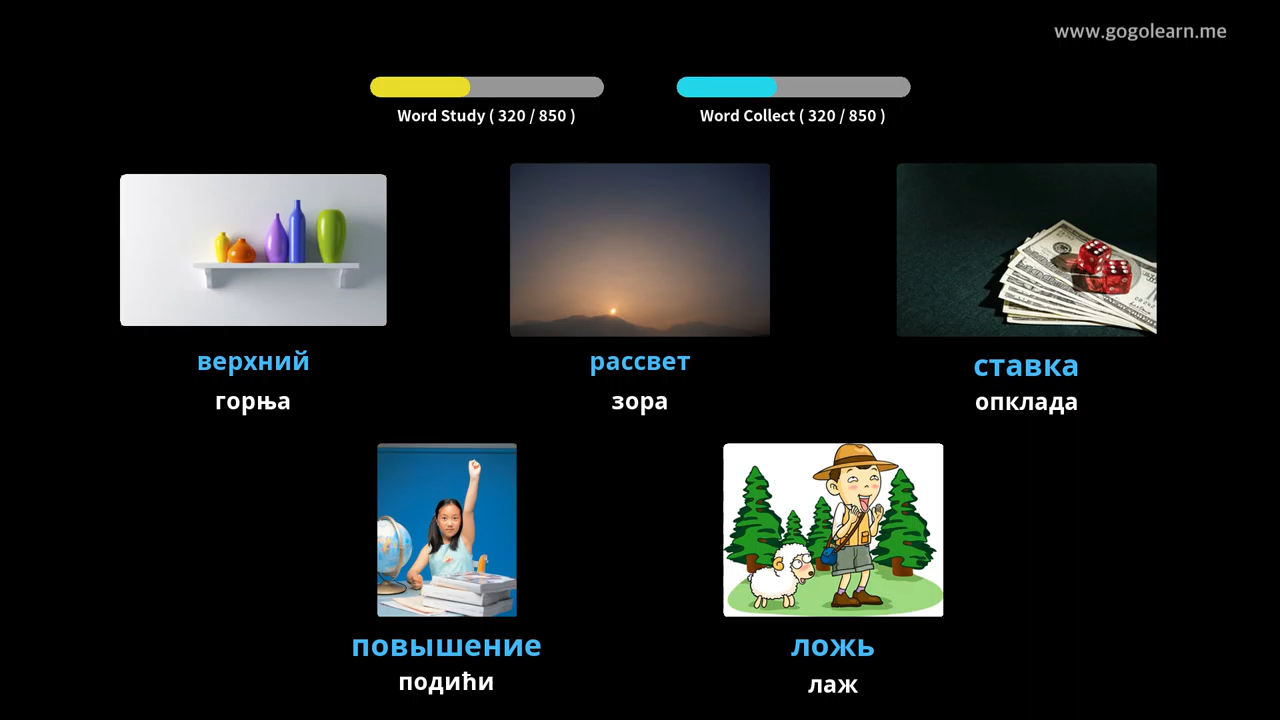 www.gogolearn.me
Word Study ( 320 / 850 )
Word Collect ( 320 / 850 )
верхний
горња
рассвет
зора
ставка
опклада
повышение
подићи
ложь
лаж